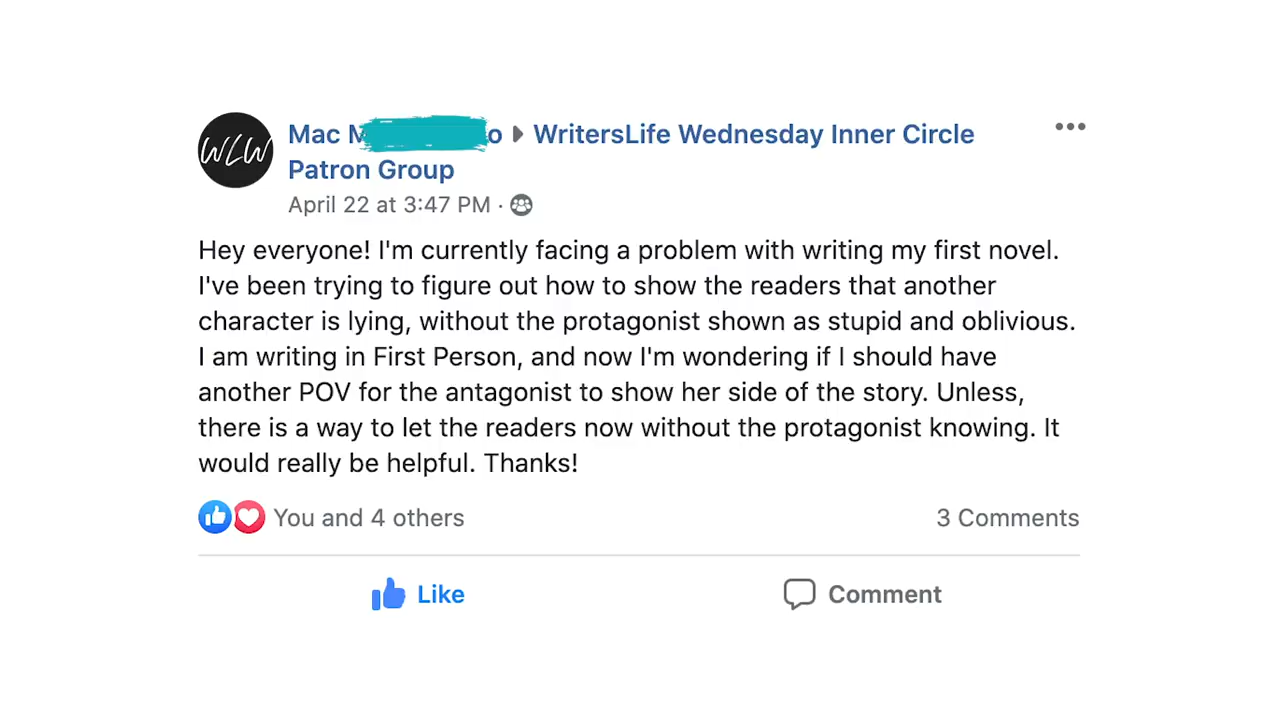 WLW
Mac M o WritersLife Wednesday Inner Circle
Patron Group
April 22 at 3:47 PM ·
Hey everyone! I'm currently facing a problem with writing my first novel.
I've been trying to figure out how to show the readers that another
character is lying, without the protagonist shown as stupid and oblivious.
I am writing in First Person, and now I'm wondering if I should have
another POV for the antagonist to show her side of the story. Unless,
there is a way to let the readers now without the protagonist knowing. It
would really be helpful. Thanks!
You and 4 others
3 Comments
Like
Comment